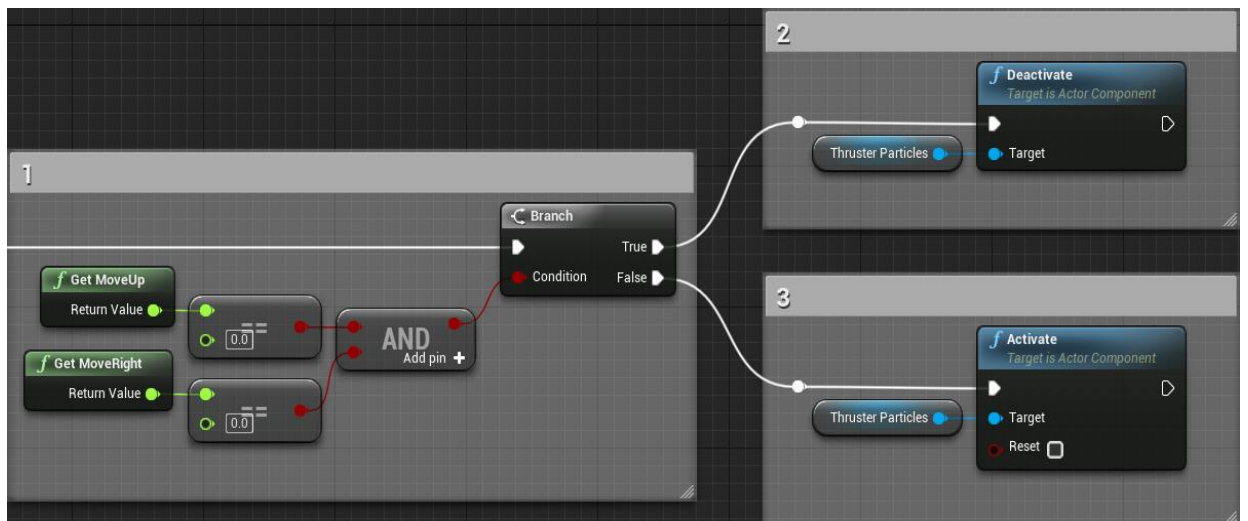 1
Get MoveUp
Return Value
== 0.0
Get MoveRight
Return Value
== 0.0
AND
Add pin +
Branch
True
Condition
False
2
Deactivate
Target is Actor Component
Thruster Particles
Target
3
Activate
Target is Actor Component
Thruster Particles
Target
Reset